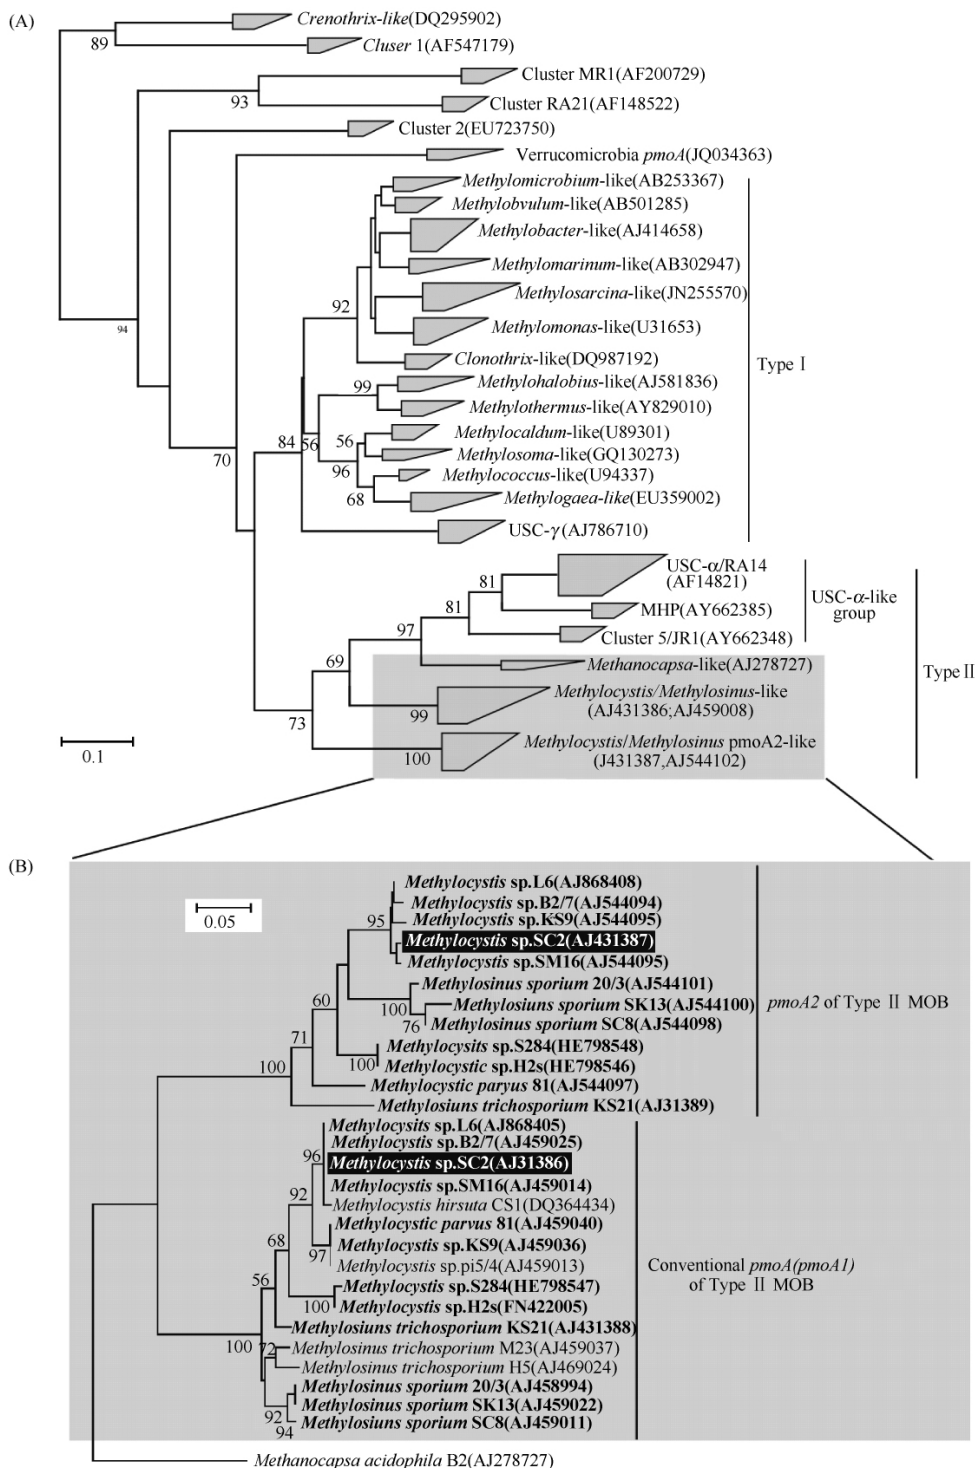 (A)
Crenothrix-like(DQ295902)
89
Cluser 1(AF547179)
Cluster MR1(AF200729)
93
Cluster RA21(AF148522)
Cluster 2(EU723750)
Verrucomicrobia pmoA(JQ034363)
Methylomicrobium-like(AB253367)
Methylobvulum-like(AB501285)
Methylobacter-like(AJ414658)
Methylomarinum-like(AB302947)
Methylosarcina-like(JN255570)
92
94
Methylomonas-like(U31653)
Clonothrix-like(DQ987192)
Type Ⅰ
99
Methylohalobius-like(AJ581836)
Methylothermus-like(AY829010)
84
56
56
Methylocaldum-like(U89301)
70
Methylosoma-like(GQ130273)
96
Methylococcus-like(U94337)
68
Methylogaea-like(EU359002)
USC-γ(AJ786710)
USC-α/RA14
(AF14821)
81
USC-α-like
group
81
MHP(AY662385)
97
Cluster 5/JR1(AY662348)
69
Methanocapsa-like(AJ278727)
Type Ⅱ
Methylocystis/Methylosinus-like
(AJ431386;AJ459008)
99
73
0.1
Methylocystis/Methylosinus pmoA2-like
(J431387,AJ544102)
100
(B)
0.05
Methylocystis sp.L6(AJ868408)
Methylocystis sp.B2/7(AJ544094)
95
Methylocystis sp.KS9(AJ544095)
Methylocystis sp.SC2(AJ431387)
Methylocystis sp.SM16(AJ544095)
Methylosinus sporium 20/3(AJ544101)
100
Methylosiuns sporium SK13(AJ544100)
76
Methylosinus sporium SC8(AJ544098)
pmoA2 of Type Ⅱ MOB
60
71
Methylocysits sp.S284(HE798548)
100
Methylocystic sp.H2s(HE798546)
100
Methylocystic paryus 81(AJ544097)
Methylosiuns trichosporium KS21(AJ31389)
Methylocysits sp.L6(AJ868405)
Methylocystis sp.B2/7(AJ459025)
96
Methylocystis sp.SC2(AJ31386)
Methylocystis sp.SM16(AJ459014)
92
Methylocystis hirsuta CS1(DQ364434)
Methylocystic parvus 81(AJ459040)
97
Methylocystis sp.KS9(AJ459036)
Methylocystis sp.pi5/4(AJ459013)
68
Conventional pmoA(pmoA1)
of Type Ⅱ MOB
56
Methylocystis sp.S284(HE798547)
100
Methylocystis sp.H2s(FN422005)
Methylosiuns trichosporium KS21(AJ431388)
100
72
Methylosinus trichosporium M23(AJ459037)
Methylosinus trichosporium H5(AJ469024)
Methylosinus sporium 20/3(AJ458994)
92
Methylosinus sporium SK13(AJ459022)
94
Methylosiuns sporium SC8(AJ459011)
Methanocapsa acidophila B2(AJ278727)